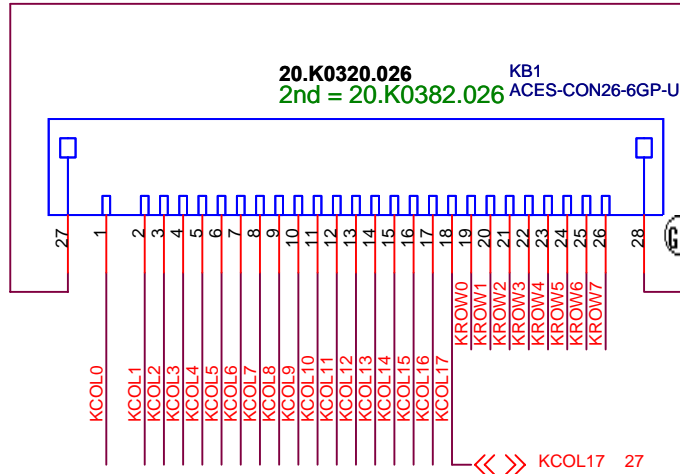 20.K0320.026
2nd = 20.K0382.026
KB1
ACES-CON26-6GP-U
27
1
2
3
4
5
6
7
8
9
10
11
12
13
14
15
16
17
18
19
20
21
22
23
24
25
26
28
G
KCOL0
KCOL1
KCOL2
KCOL3
KCOL4
KCOL5
KCOL6
KCOL7
KCOL8
KCOL9
KCOL10
KCOL11
KCOL12
KCOL13
KCOL14
KCOL15
KCOL16
KCOL17
KROW0
KROW1
KROW2
KROW3
KROW4
KROW5
KROW6
KROW7
KCOL17 27